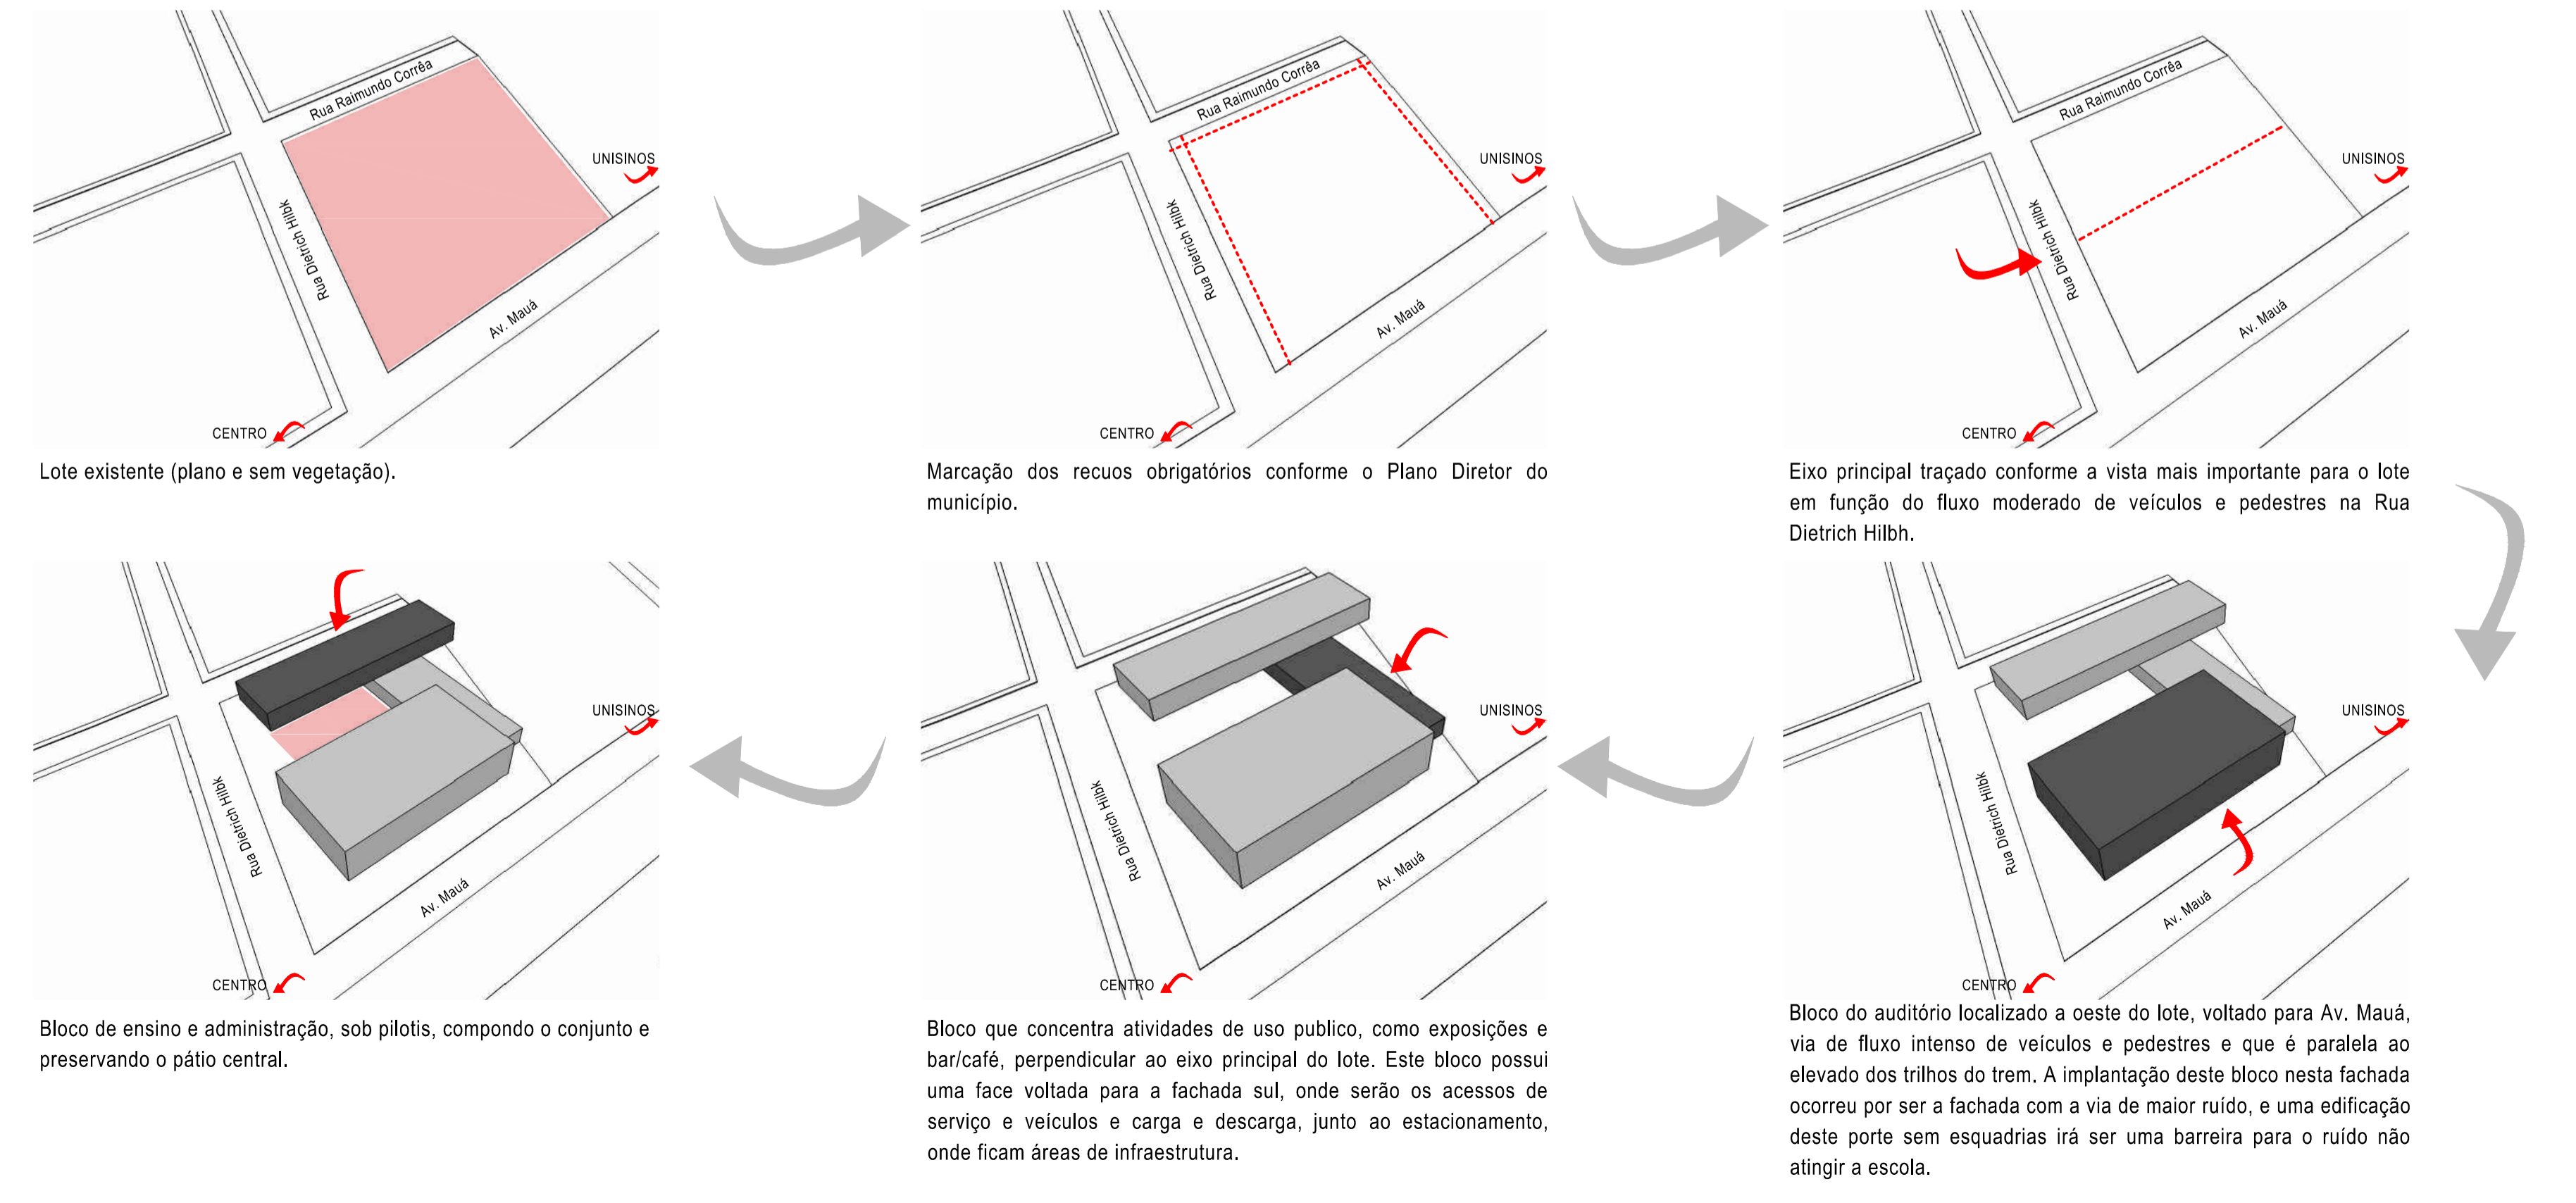 Rua Raimundo Corrêa
UNISINOS
Rua Dietrich Hilbk
Av. Mauá
CENTRO
Lote existente (plano e sem vegetação).
Rua Raimundo Corrêa
UNISINOS
Rua Dietrich Hilbk
Av. Mauá
CENTRO
Marcação dos recuos obrigatórios conforme o Plano Diretor do
município.
Rua Raimundo Corrêa
UNISINOS
Rua Dietrich Hilbk
Av. Mauá
CENTRO
Eixo principal traçado conforme a vista mais importante para o lote
em função do fluxo moderado de veículos e pedestres na Rua
Dietrich Hilbh.
UNISINOS
Rua Dietrich Hilbk
Av. Mauá
CENTRO
Bloco do auditório localizado a oeste do lote, voltado para Av. Mauá,
via de fluxo intenso de veículos e pedestres e que é paralela ao
elevado dos trilhos do trem. A implantação deste bloco nesta fachada
ocorreu por ser a fachada com a via de maior ruído, e uma edificação
deste porte sem esquadrias irá ser uma barreira para o ruído não
atingir a escola.
UNISINOS
Rua Dietrich Hilbk
Av. Mauá
CENTRO
Bloco que concentra atividades de uso publico, como exposições e
bar/café, perpendicular ao eixo principal do lote. Este bloco possui
uma face voltada para a fachada sul, onde serão os acessos de
serviço e veículos e carga e descarga, junto ao estacionamento,
onde ficam áreas de infraestrutura.
UNISINOS
Rua Dietrich Hilbk
Av. Mauá
CENTRO
Bloco de ensino e administração, sob pilotis, compondo o conjunto e
preservando o pátio central.